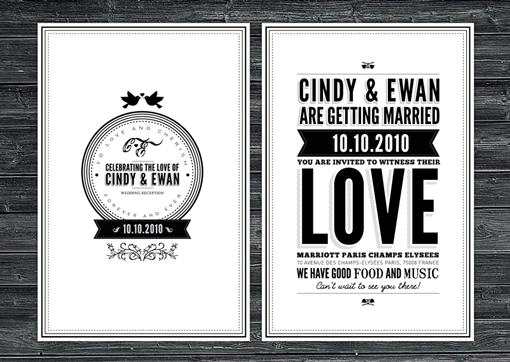 TO LOVE AND CHERISH
C & E
CELEBRATING THE LOVE OF
CINDY & EWAN
WEDDING RECEPTION
FOREVER AND EVER
10.10.2010
CINDY & EWAN
ARE GETTING MARRIED
10.10.2010
YOU ARE INVITED TO WITNESS THEIR
LOVE
MARRIOTT PARIS CHAMPS ELYSEES
70 AVENUE DES CHAMPS-ELYSÉES PARIS, 75008 FRANCE
WE HAVE GOOD FOOD AND MUSIC
Can't wait to see you there!